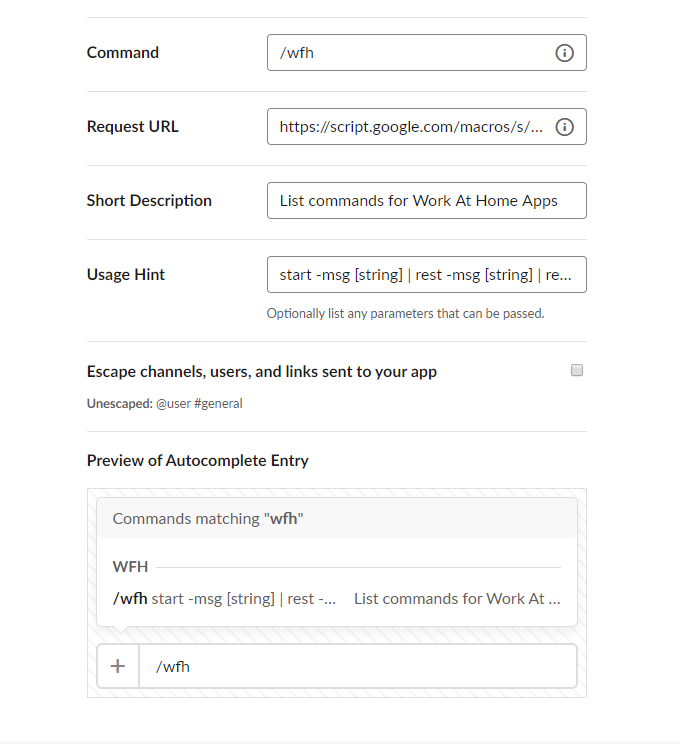 Command
/wfh
Request URL
https://script.google.com/macros/s/...
Short Description
List commands for Work At Home Apps
Usage Hint
start -msg [string] | rest -msg [string] | re...
Optionally list any parameters that can be passed.
Escape channels, users, and links sent to your app
Unescaped: @user #general
Preview of Autocomplete Entry
Commands matching "wfh"
WFH
/wfh start -msg [string] | rest -... List commands for Work At ...
/wfh